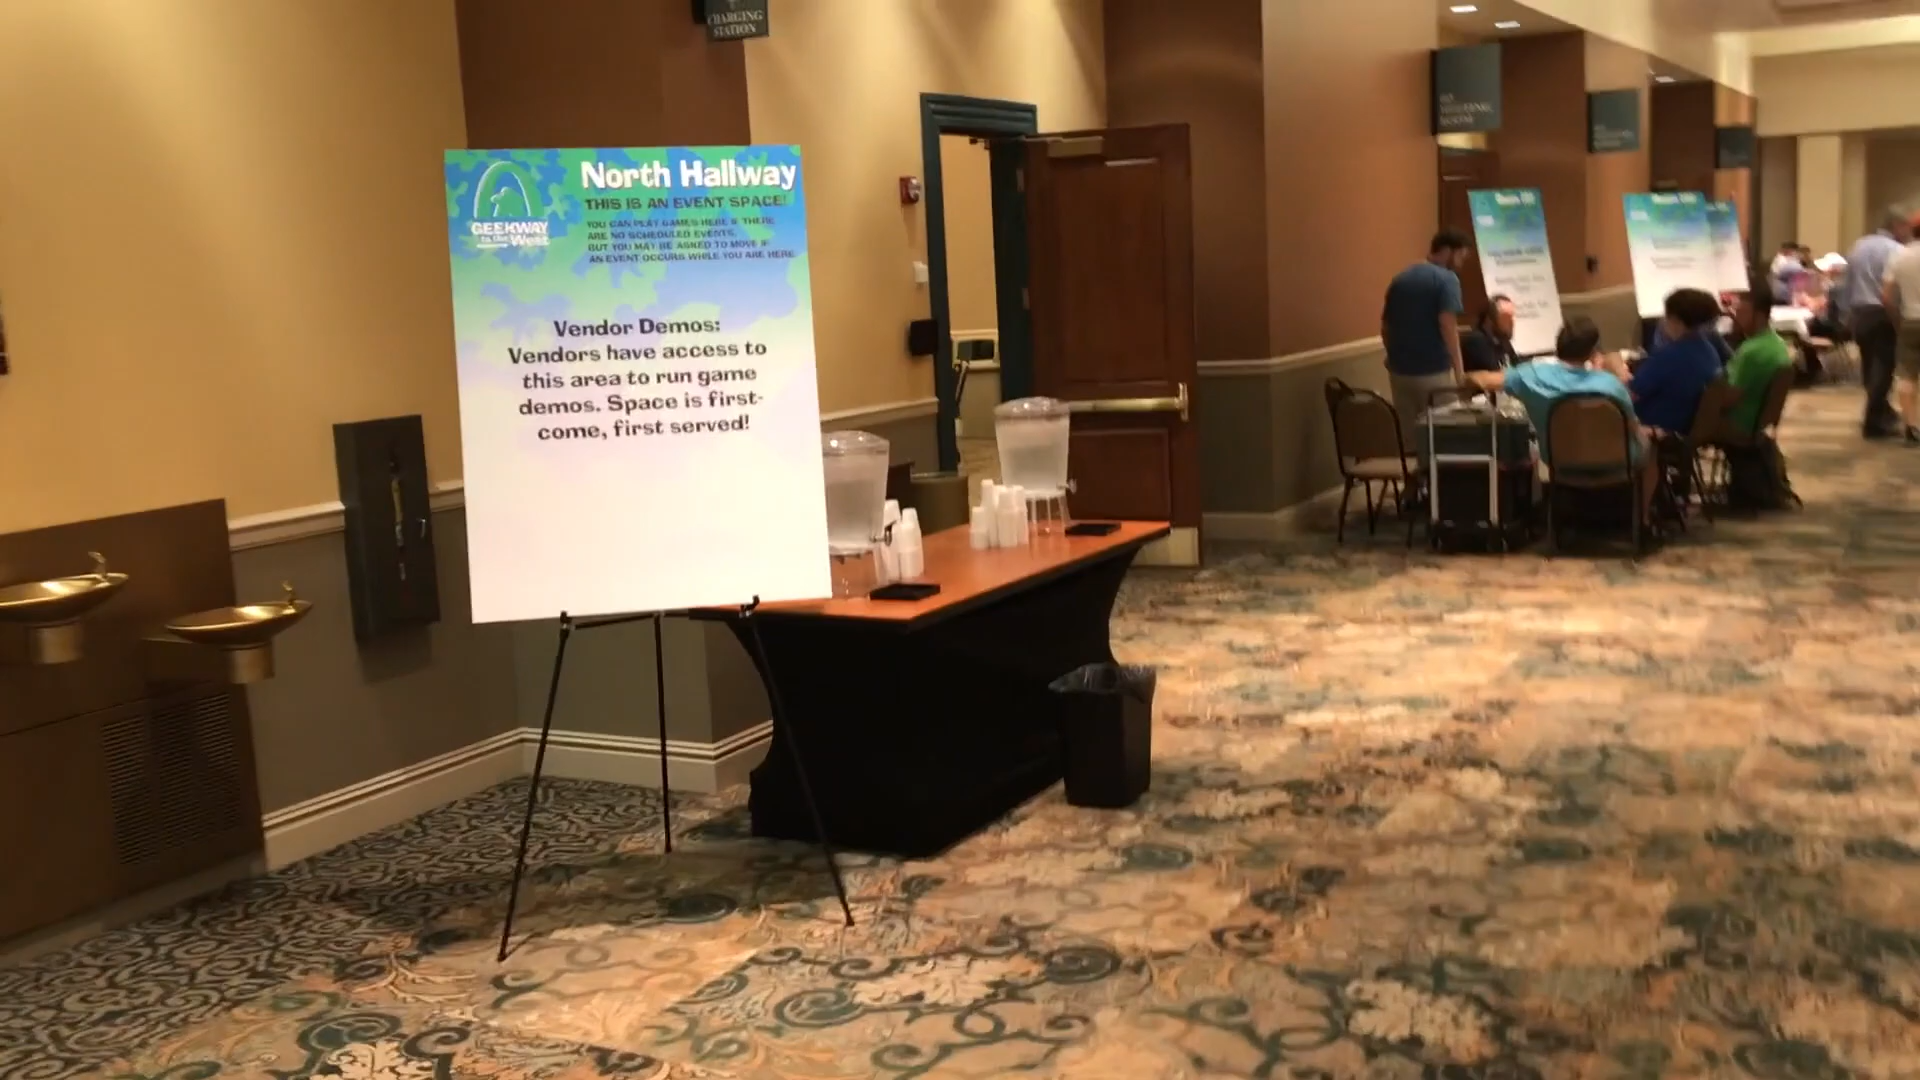 CHARGING
STATION
North Hallway
THIS IS AN EVENT SPACE!
YOU CAN PLAY GAMES HERE IF THERE
ARE NO SCHEDULED EVENTS,
BUT YOU MAY BE ASKED TO MOVE IF
AN EVENT OCCURS WHILE YOU ARE HERE
GEEKWAY
to the West
Vendor Demos:
Vendors have access to
this area to run game
demos. Space is first-
come, first served!